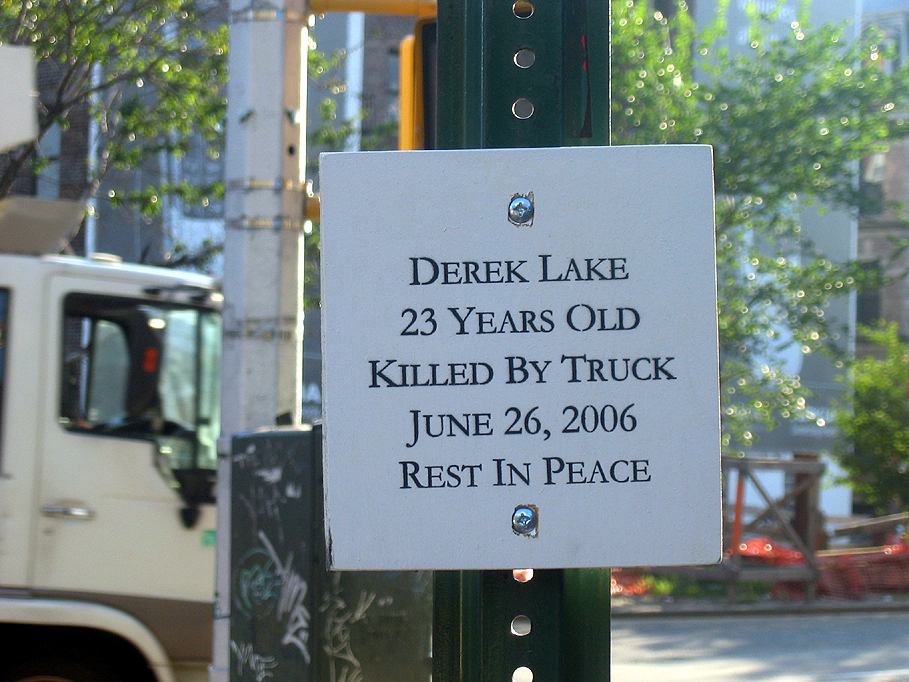 DEREK LAKE
23 YEARS OLD
KILLED BY TRUCK
JUNE 26, 2006
REST IN PEACE